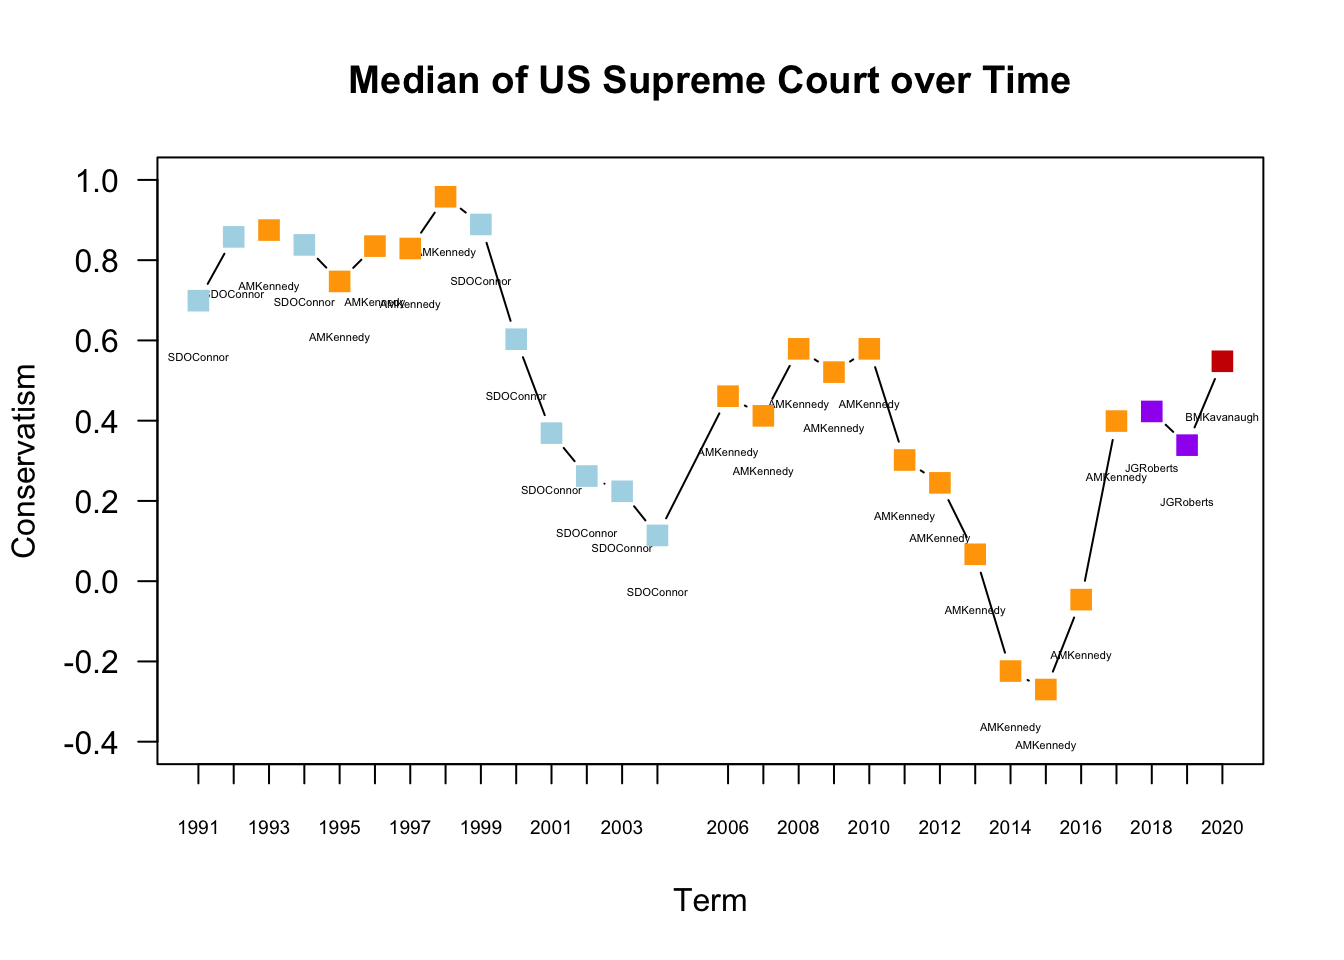 Median of US Supreme Court over Time
Conservatism
1.0
0.8
0.6
0.4
0.2
0.0
-0.2
-0.4
SDOConnor
SDOConnor
AMKennedy
SDOConnor
AMKennedy
AMKennedy
AMKennedy
AMKennedy
SDOConnor
SDOConnor
SDOConnor
SDOConnor
SDOConnor
SDOConnor
AMKennedy
AMKennedy
AMKennedy
AMKennedy
AMKennedy
AMKennedy
AMKennedy
AMKennedy
AMKennedy
AMKennedy
AMKennedy
AMKennedy
JGRoberts
JGRoberts
BMKavanaugh
1991 1993 1995 1997 1999 2001 2003 2006 2008 2010 2012 2014 2016 2018 2020
Term